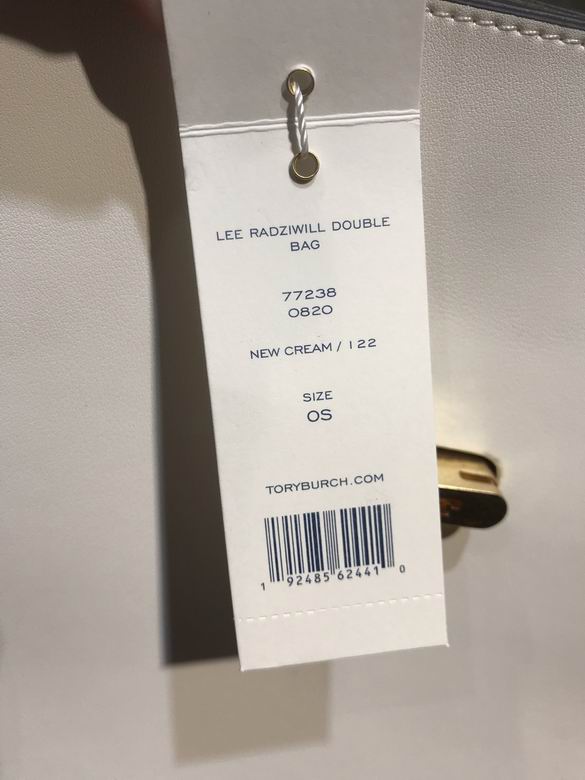 LEE RADZIWILL DOUBLE
BAG
77238
0820
NEW CREAM / 122
SIZE
OS
TORYBURCH.COM
1 92485 62441 0